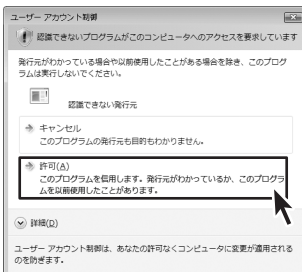 ユーザー アカウント制御
認識できないプログラムがこのコンピュータへのアクセスを要求しています
発行元がわかっている場合や以前使用したことがある場合を除き、このプログ
ラムは実行しないでください。
認識できない発行元
キャンセル
このプログラムの発行元も目的もわかりません。
許可(A)
このプログラムを信用します。発行元がわかっているか、このプログラ
ムを以前使用したことがあります。
詳細(D)
ユーザー アカウント制御は、あなたの許可なくコンピュータに変更が適用される
のを防ぎます。